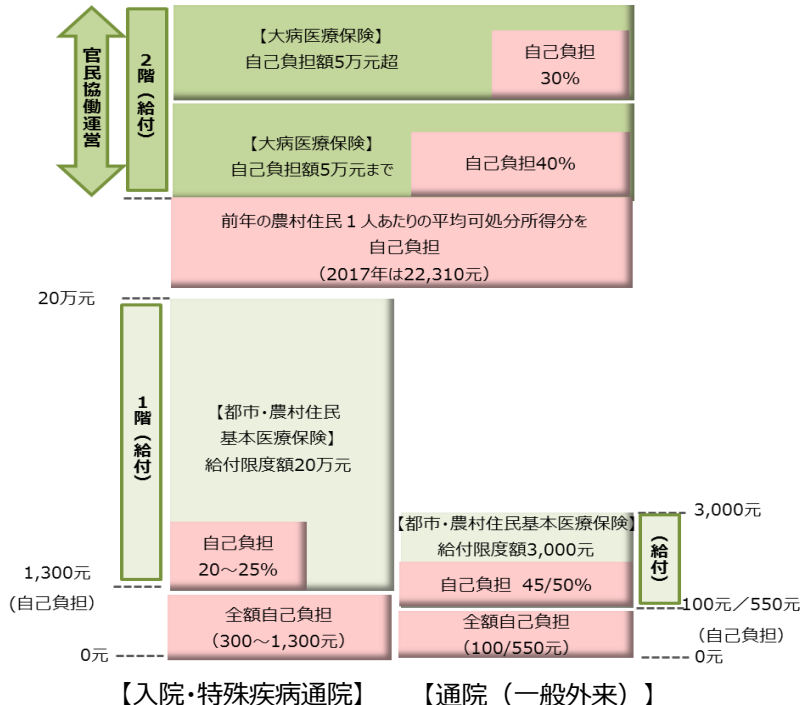 官民協働運営
2階（給付）
【大病医療保険】
自己負担額5万元超
自己負担
30%
【大病医療保険】
自己負担額5万元まで
自己負担40%
前年の農村住民１人あたりの平均可処分所得分を
自己負担
（2017年は22,310元）
20万元
1階（給付）
【都市・農村住民
基本医療保険】
給付限度額20万元
自己負担
20～25%
1,300元
(自己負担)
全額自己負担
（300～1,300元）
0元
【都市・農村住民基本医療保険】
給付限度額3,000元
自己負担 45/50%
全額自己負担
（100/550元）
3,000元
（給付）
100元／550元
（自己負担）
0元
【入院・特殊疾病通院】
【通院（一般外来）】